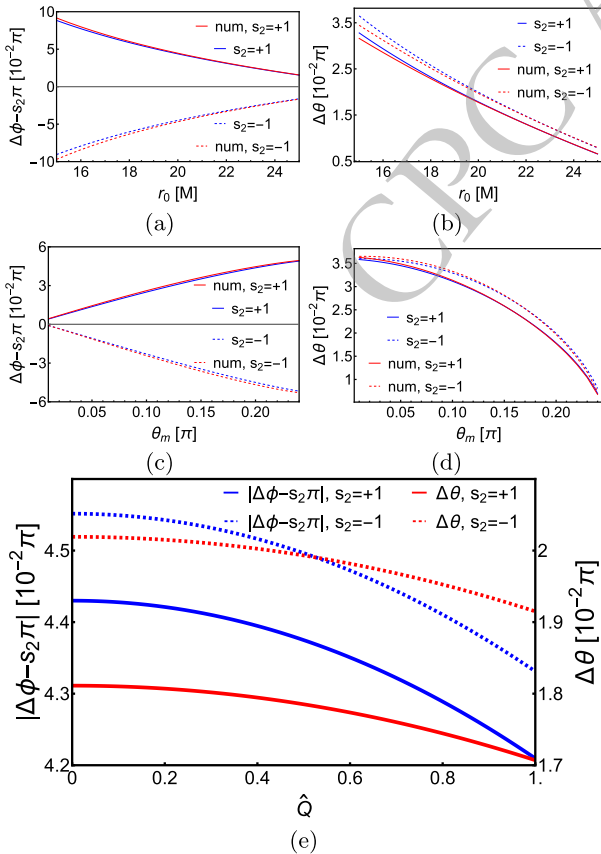 Δϕ−s₂π [10⁻²π]
10
5
0
−5
−10
num, s₂=+1
s₂=+1
s₂=−1
num, s₂=−1
16 18 20 22 24
r₀ [M]
(a)
Δθ [10⁻²π]
3.5
2.5
1.5
0.5
s₂=+1
s₂=−1
num, s₂=+1
num, s₂=−1
16 18 20 22 24
r₀ [M]
(b)
Δϕ−s₂π [10⁻²π]
6
3
0
−3
−6
num, s₂=+1
s₂=+1
s₂=−1
num, s₂=−1
0.05 0.10 0.15 0.20
θₘ [π]
(c)
Δθ [10⁻²π]
3.5
3
2.5
2
1.5
1
s₂=+1
s₂=−1
num, s₂=+1
num, s₂=−1
0.05 0.10 0.15 0.20
θₘ [π]
(d)
|Δϕ−s₂π|, s₂=+1 Δθ, s₂=+1
|Δϕ−s₂π|, s₂=−1 Δθ, s₂=−1
|Δϕ−s₂π| [10⁻²π]
4.5
4.4
4.3
4.2
Δθ [10⁻²π]
2
1.9
1.8
1.7
0 0.2 0.4 0.6 0.8 1.
Q̂
(e)
CPC